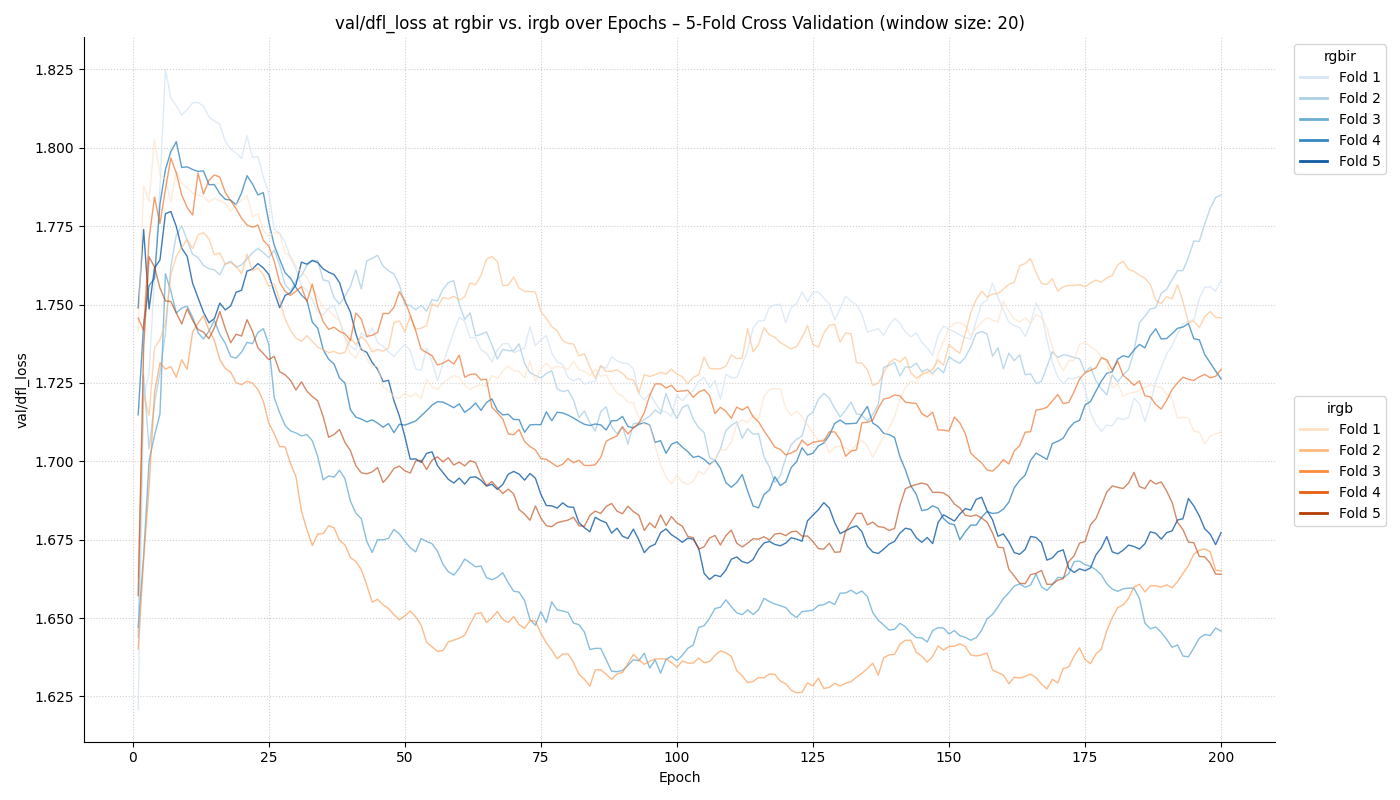 val/dfl_loss at rgbir vs. irgb over Epochs – 5-Fold Cross Validation (window size: 20)
val/dfl_loss
1.825
1.800
1.775
1.750
1.725
1.700
1.675
1.650
1.625
0
25
50
75
100
125
150
175
200
Epoch
rgbir
Fold 1
Fold 2
Fold 3
Fold 4
Fold 5
irgb
Fold 1
Fold 2
Fold 3
Fold 4
Fold 5